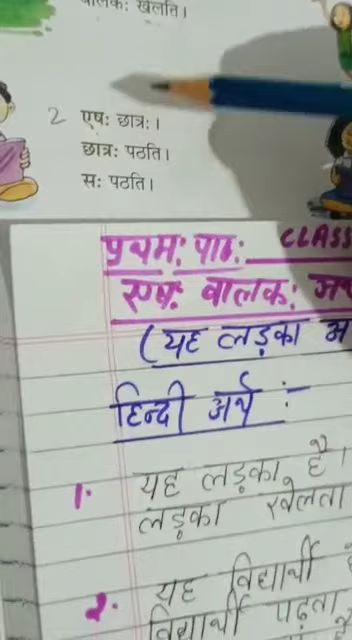 खेलति।
2 एषः छात्रः।
छात्रः पठति।
सः पठति।
प्रथमः पाठः CLASS
एषः बालकः
(यह लड़का
हिन्दी अर्थ :-
1. यह लड़का है।
लड़का खेलता
2. यह विद्यार्थी
विद्यार्थी पढ़ता